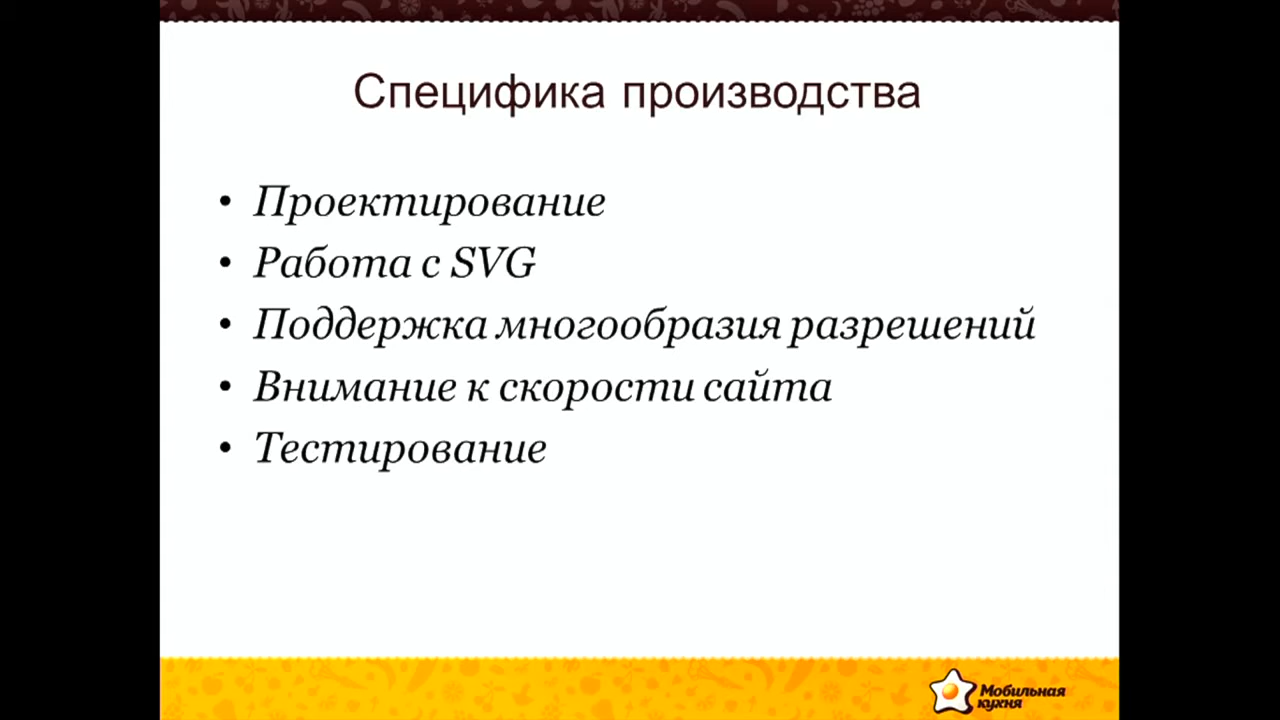 Специфика производства
• Проектирование
• Работа с SVG
• Поддержка многообразия разрешений
• Внимание к скорости сайта
• Тестирование
Мобильная
кухня